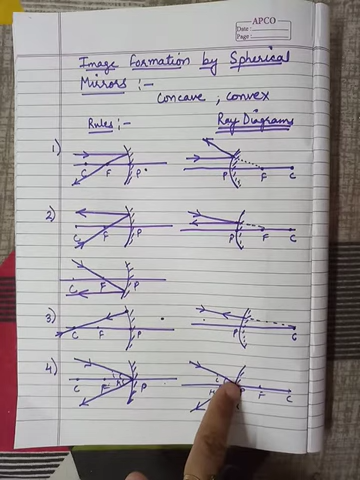 APCO
Date :
Page :
Image Formation by Spherical
Mirrors :-
Concave ; Convex
Rules :- Ray Diagrams
1)
C F P P F C
2)
C F P P F C
C F P
3)
C F P P C
4)
C F P P F C